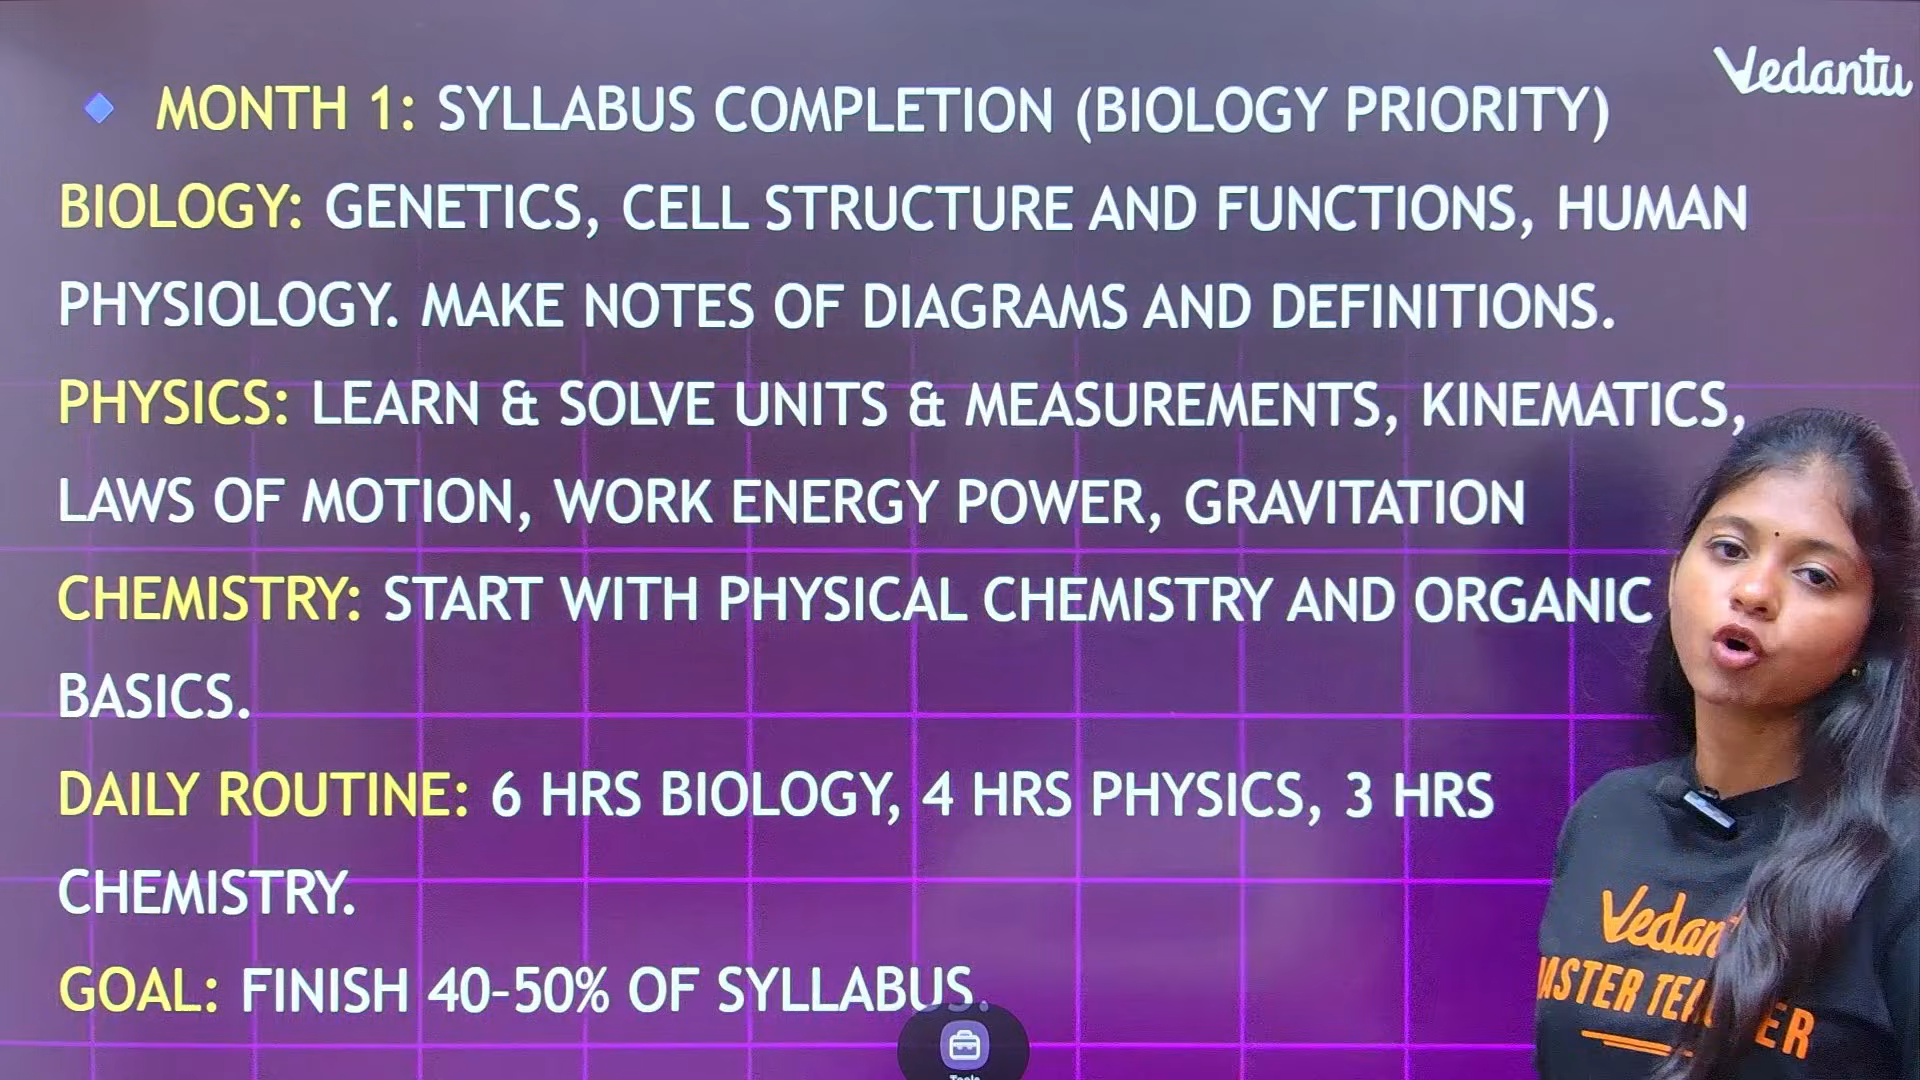 Vedantu
MONTH 1: SYLLABUS COMPLETION (BIOLOGY PRIORITY)
BIOLOGY: GENETICS, CELL STRUCTURE AND FUNCTIONS, HUMAN
PHYSIOLOGY. MAKE NOTES OF DIAGRAMS AND DEFINITIONS.
PHYSICS: LEARN & SOLVE UNITS & MEASUREMENTS, KINEMATICS,
LAWS OF MOTION, WORK ENERGY POWER, GRAVITATION
CHEMISTRY: START WITH PHYSICAL CHEMISTRY AND ORGANIC
BASICS.
DAILY ROUTINE: 6 HRS BIOLOGY, 4 HRS PHYSICS, 3 HRS
CHEMISTRY.
GOAL: FINISH 40-50% OF SYLLABUS.